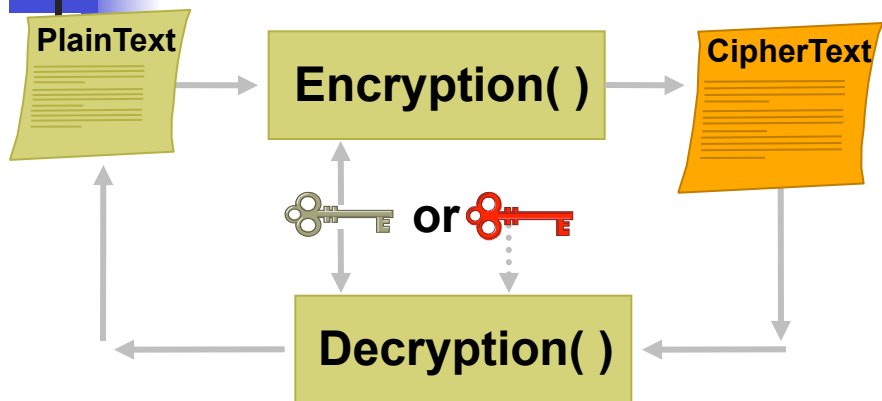 PlainText
Encryption( )
CipherText
or
Decryption( )